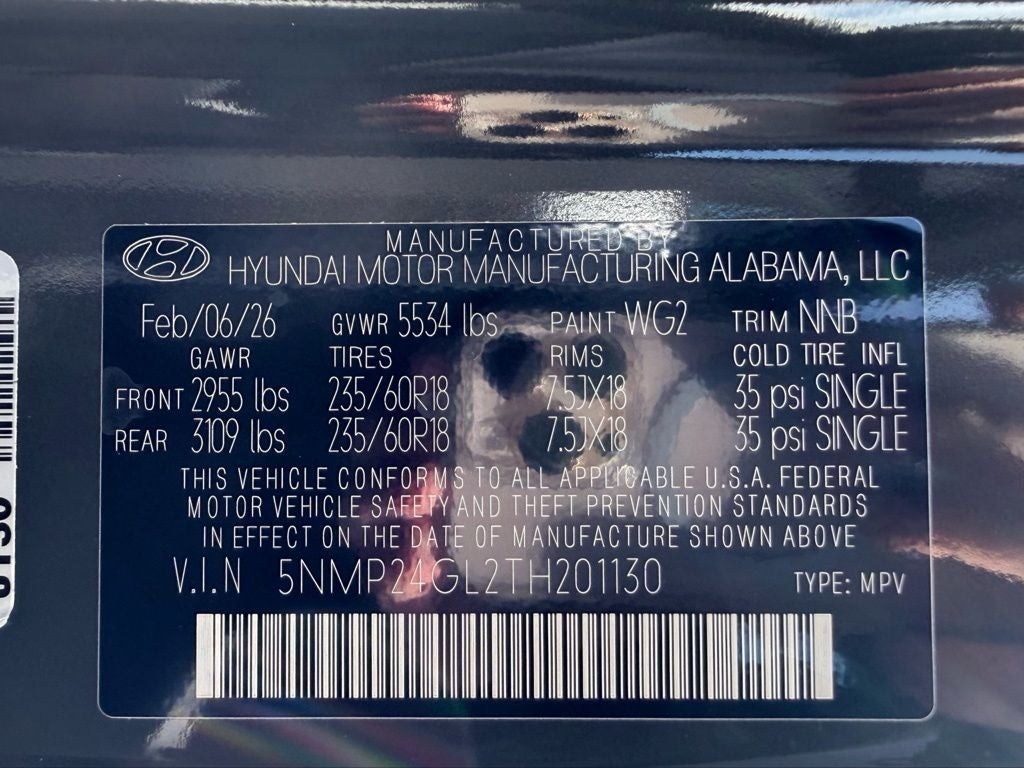 MANUFACTURED BY
HYUNDAI MOTOR MANUFACTURING ALABAMA, LLC
Feb/06/26 GVWR 5534 lbs PAINT WG2 TRIM NNB
GAWR TIRES RIMS COLD TIRE INFL
FRONT 2955 lbs 235/60R18 7.5JX18 35 psi SINGLE
REAR 3109 lbs 235/60R18 7.5JX18 35 psi SINGLE
THIS VEHICLE CONFORMS TO ALL APPLICABLE U.S.A. FEDERAL
MOTOR VEHICLE SAFETY AND THEFT PREVENTION STANDARDS
IN EFFECT ON THE DATE OF MANUFACTURE SHOWN ABOVE
V.I.N 5NMP24GL2TH201130 TYPE: MPV